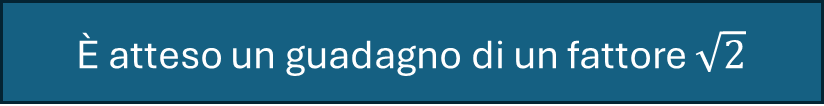 È atteso un guadagno di un fattore √2